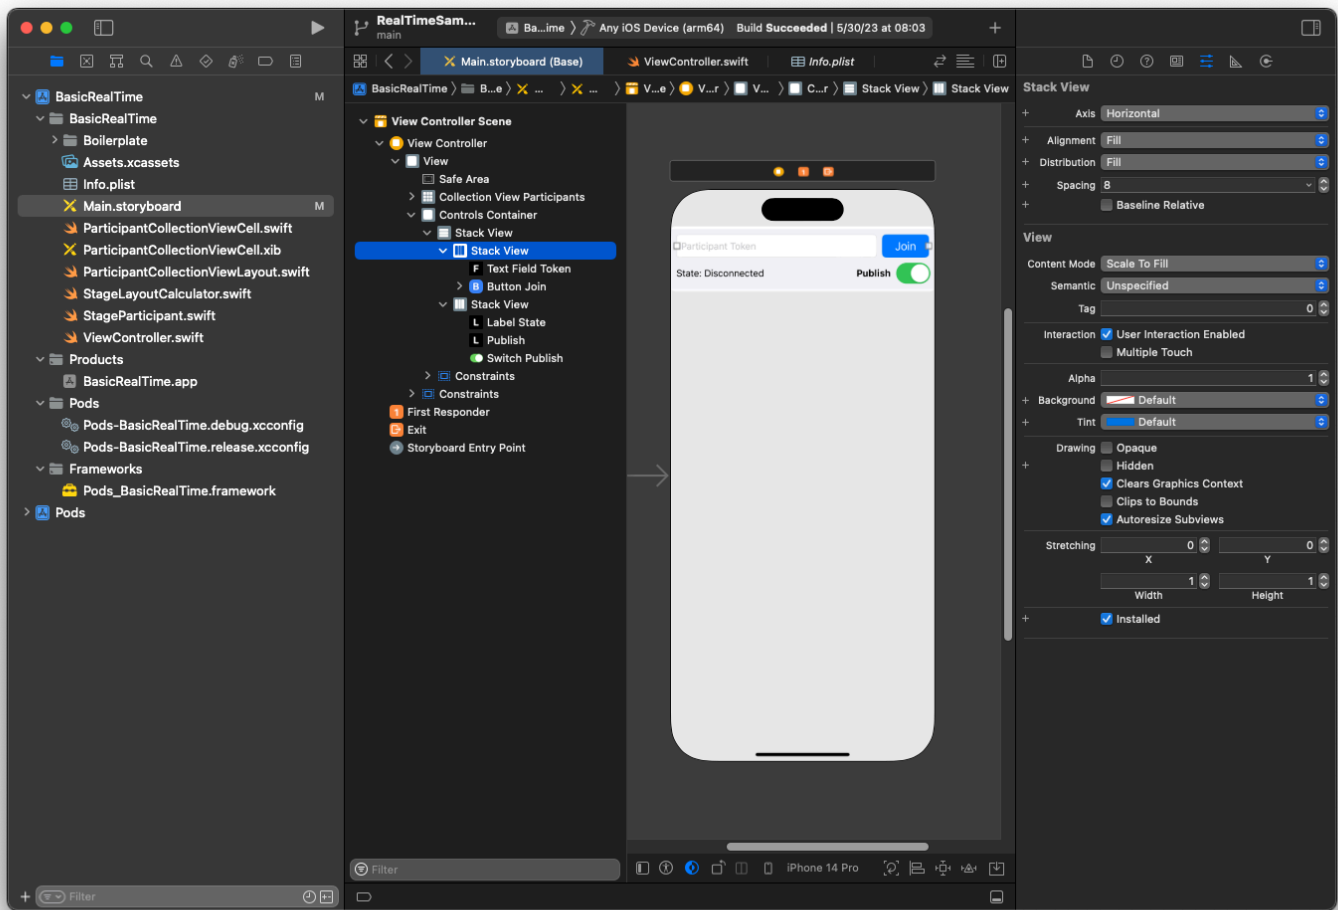 RealTimeSam...
main
Ba...ime 〉 Any iOS Device (arm64) Build Succeeded | 5/30/23 at 08:03
BasicRealTime M
BasicRealTime
Boilerplate
Assets.xcassets
Info.plist
Main.storyboard M
ParticipantCollectionViewCell.swift
ParticipantCollectionViewCell.xib
ParticipantCollectionViewLayout.swift
StageLayoutCalculator.swift
StageParticipant.swift
ViewController.swift
Products
BasicRealTime.app
Pods
Pods-BasicRealTime.debug.xcconfig
Pods-BasicRealTime.release.xcconfig
Frameworks
Pods_BasicRealTime.framework
Pods
Filter
Main.storyboard (Base) ViewController.swift Info.plist
BasicRealTime 〉 B...e 〉 ... 〉 ... 〉 V...e 〉 V...r 〉 V... 〉 C...r 〉 Stack View 〉 Stack View
View Controller Scene
View Controller
View
Safe Area
Collection View Participants
Controls Container
Stack View
Stack View
F Text Field Token
B Button Join
Stack View
L Label State
L Publish
Switch Publish
Constraints
Constraints
1 First Responder
Exit
Storyboard Entry Point
Filter
1
Participant Token Join
State: Disconnected Publish
iPhone 14 Pro
Stack View
Axis Horizontal
Alignment Fill
Distribution Fill
Spacing 8
Baseline Relative
View
Content Mode Scale To Fill
Semantic Unspecified
Tag 0
Interaction User Interaction Enabled
Multiple Touch
Alpha 1
Background Default
Tint Default
Drawing Opaque
Hidden
Clears Graphics Context
Clips to Bounds
Autoresize Subviews
Stretching 0 0
X Y
1 1
Width Height
Installed